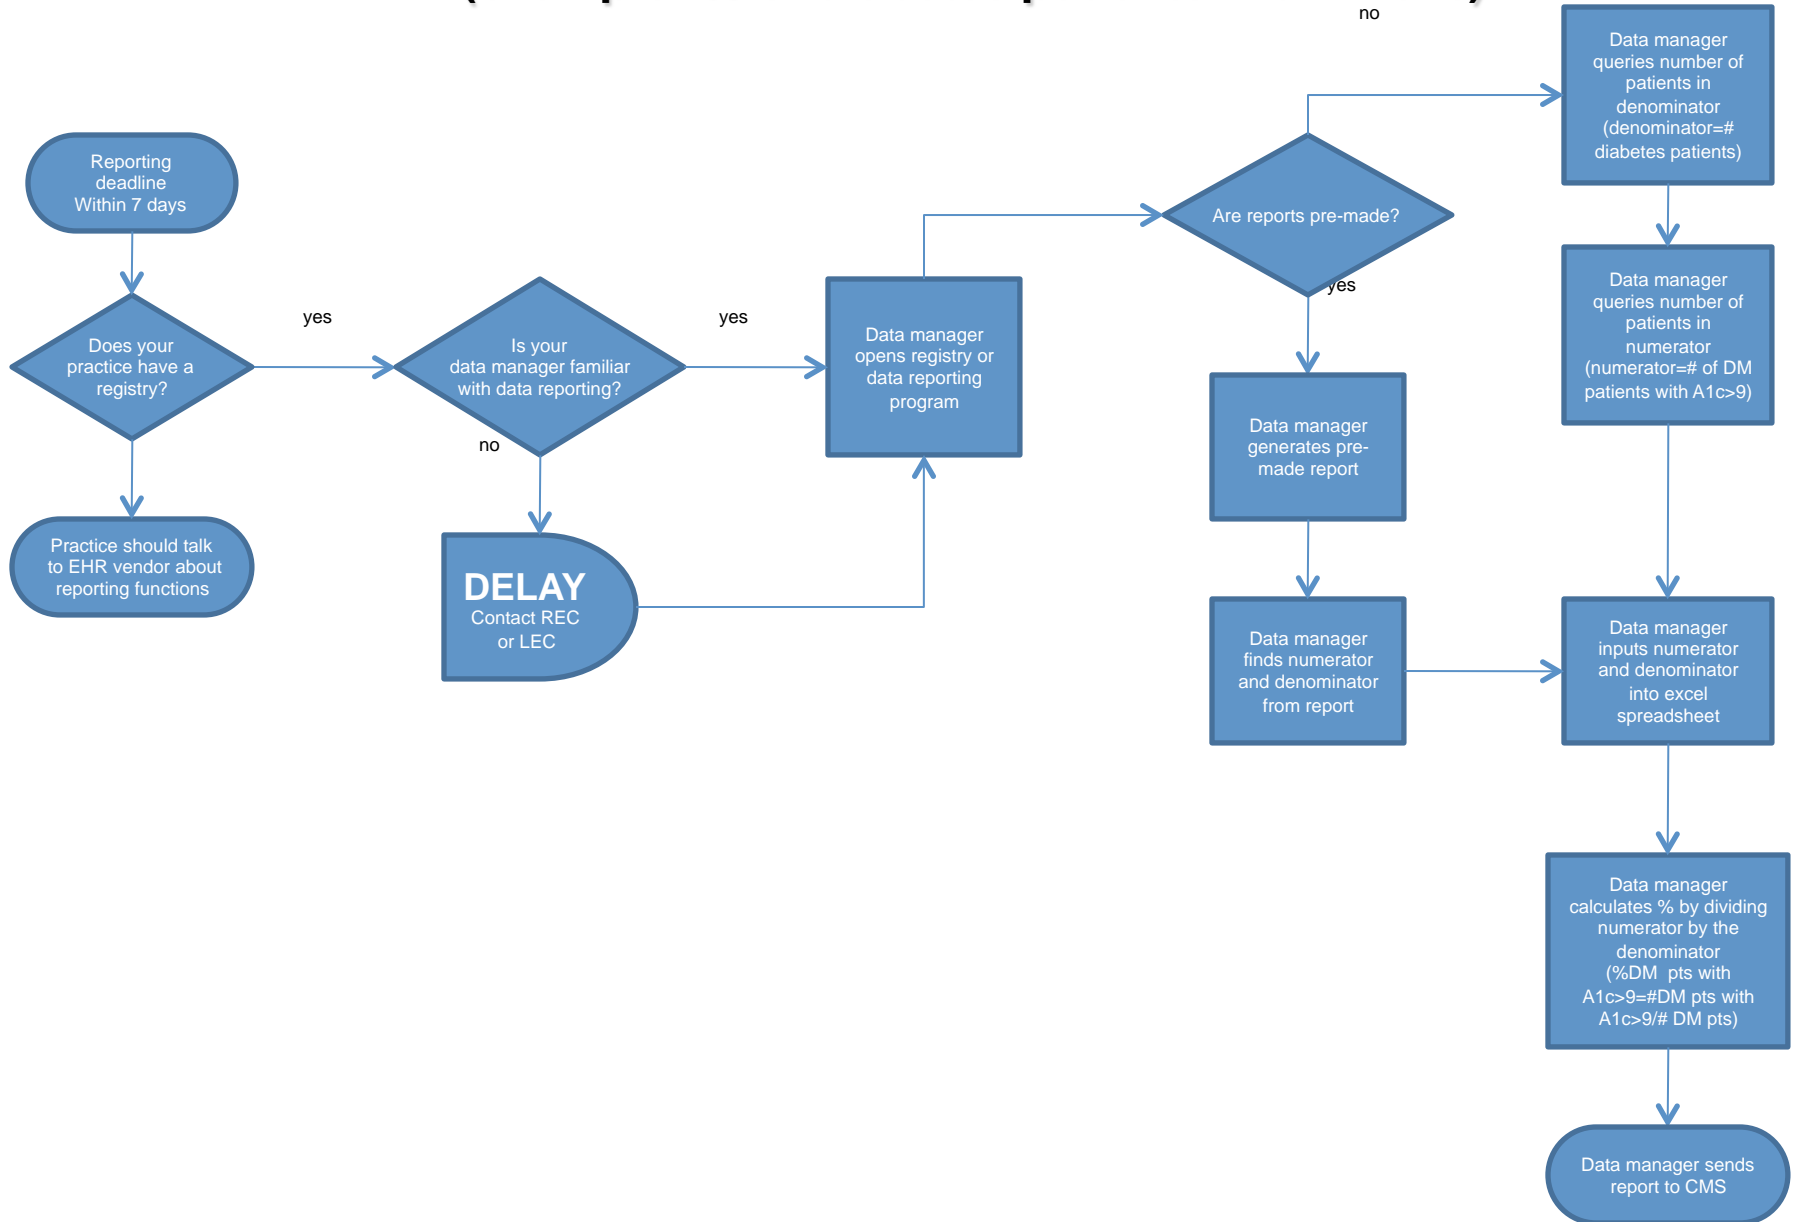 Reporting
deadline
Within 7 days
Does your
practice have a
registry?
yes
Practice should talk
to EHR vendor about
reporting functions
Is your
data manager familiar
with data reporting?
yes
no
DELAY
Contact REC
or LEC
Data manager
opens registry or
data reporting
program
Are reports pre-made?
no
yes
Data manager
generates pre-
made report
Data manager
finds numerator
and denominator
from report
Data manager
queries number of
patients in
denominator
(denominator=#
diabetes patients)
Data manager
queries number of
patients in
numerator
(numerator=# of DM
patients with A1c>9)
Data manager
inputs numerator
and denominator
into excel
spreadsheet
Data manager
calculates % by dividing
numerator by the
denominator
(%DM  pts with
A1c>9=#DM pts with
A1c>9/# DM pts)
Data manager sends
report to CMS